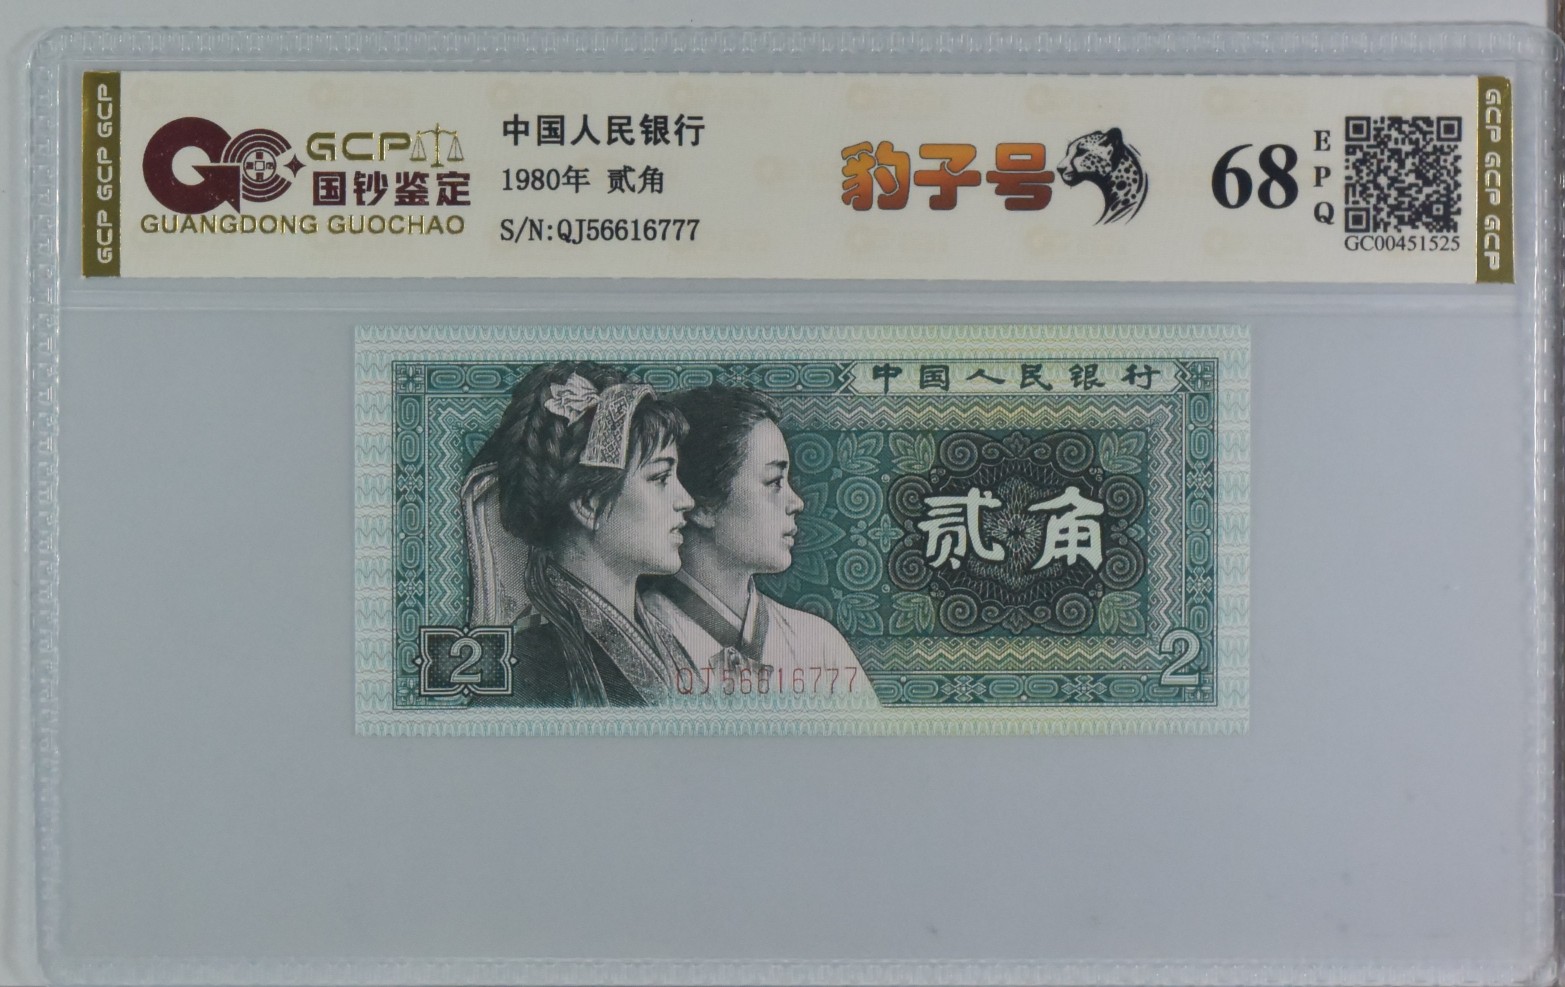 GCP GCP GCP
GCP
国钞鉴定
GUANGDONG GUOCHAO
中国人民银行
1980年 贰角
S/N:QJ56616777
豹子号
68
EPQ
GC00451525
GCP GCP GCP
中国人民银行
贰角
2
2
QJ56616777